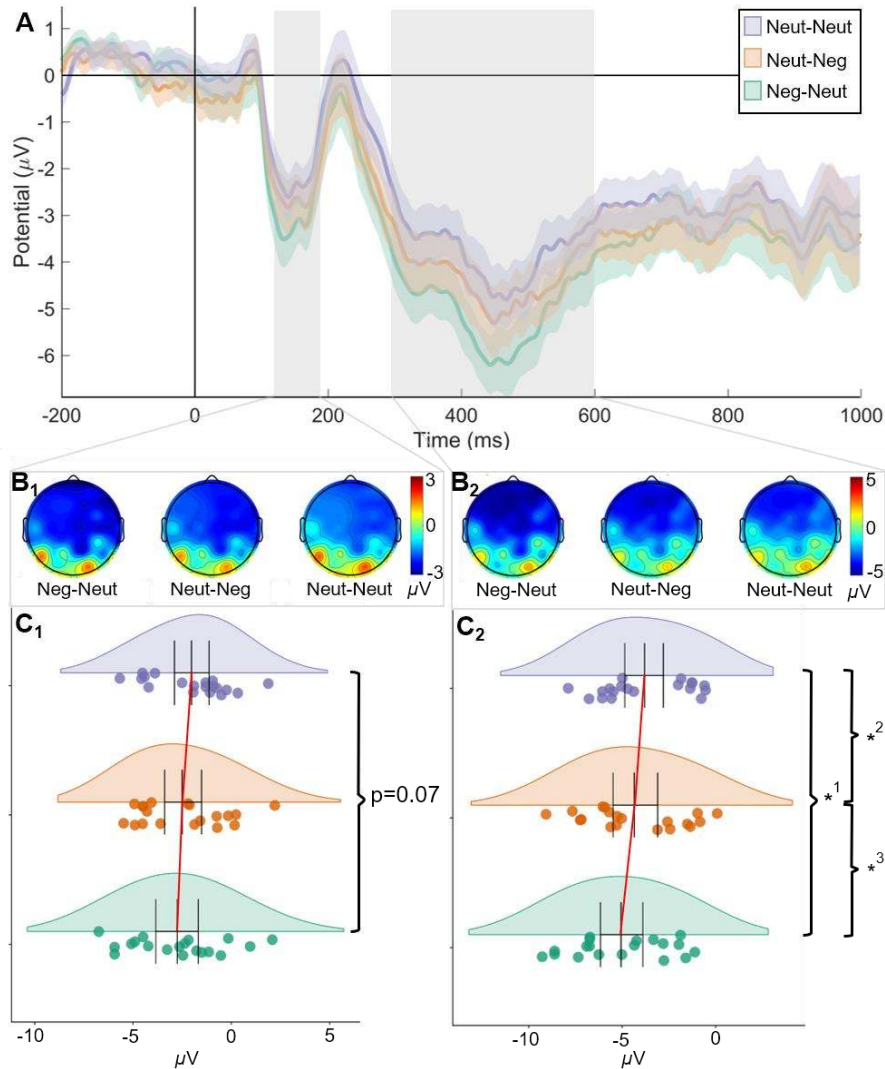 A
1
0
-1
-2
-3
-4
-5
-6
Potential (µV)
Neut-Neut
Neut-Neg
Neg-Neut
-200
0
200
400
600
800
1000
Time (ms)
B1
3
0
-3
µV
Neg-Neut
Neut-Neg
Neut-Neut
B2
5
0
-5
µV
Neg-Neut
Neut-Neg
Neut-Neut
C1
p=0.07
-10
-5
0
5
µV
C2
*1
*2
*3
-10
-5
0
µV